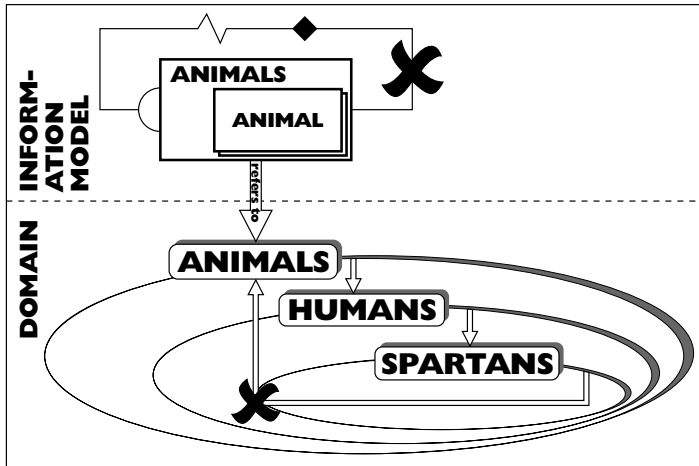 INFORM-
ATION
MODEL
ANIMALS
ANIMAL
refers to
DOMAIN
ANIMALS
HUMANS
SPARTANS